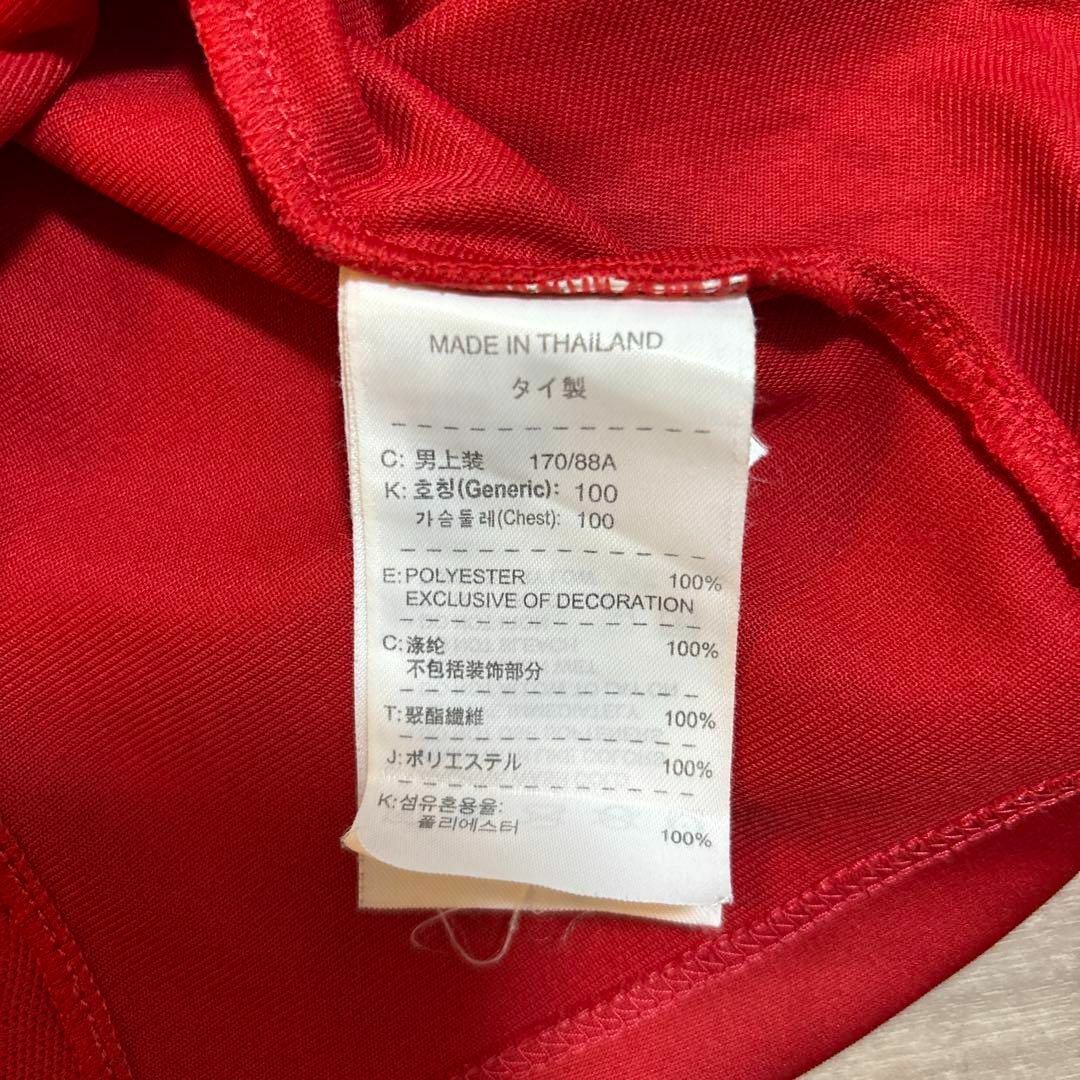 MADE IN THAiLAND
タイ製
C: 男上装 170/88A
K: 호칭(Generic): 100
가슴둘레(Chest): 100
E: POLYESTER 100%
EXCLUSIVE OF DECORATION
C: 涤纶 100%
不包括装饰部分
T: 聚酯纖維 100%
J: ポリエステル 100%
K: 섬유혼용율:
폴리에스터 100%